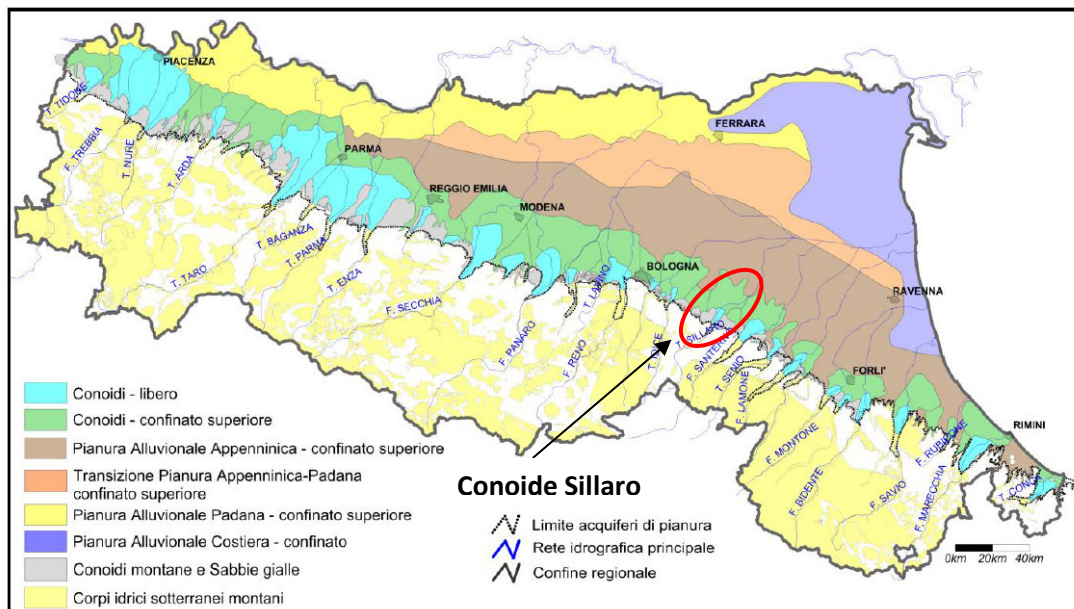 PIACENZA
T. TIDONE
F. TREBBIA
T. NURE
T. ARDA
PARMA
FERRARA
REGGIO EMILIA
MODENA
T. BAGANZA
T. PARMA
T. TARO
T. ENZA
F. SECCHIA
BOLOGNA
T. LAVINO
RAVENNA
F. PANARO
F. RENO
T. SILLARO
F. SANTERNO
T. SENIO
F. LAMONE
FORLI'
RIMINI
F. MONTONE
F. RUBICONE
F. BIDENTE
F. SAVIO
F. MARECCHIA
T. CONCA
Conoide Sillaro
Conoidi - libero
Conoidi - confinato superiore
Pianura Alluvionale Appenninica - confinato superiore
Transizione Pianura Appenninica-Padana
confinato superiore
Pianura Alluvionale Padana - confinato superiore
Pianura Alluvionale Costiera - confinato
Conoidi montane e Sabbie gialle
Corpi idrici sotterranei montani
Limite acquiferi di pianura
Rete idrografica principale
Confine regionale
0km 20km 40km